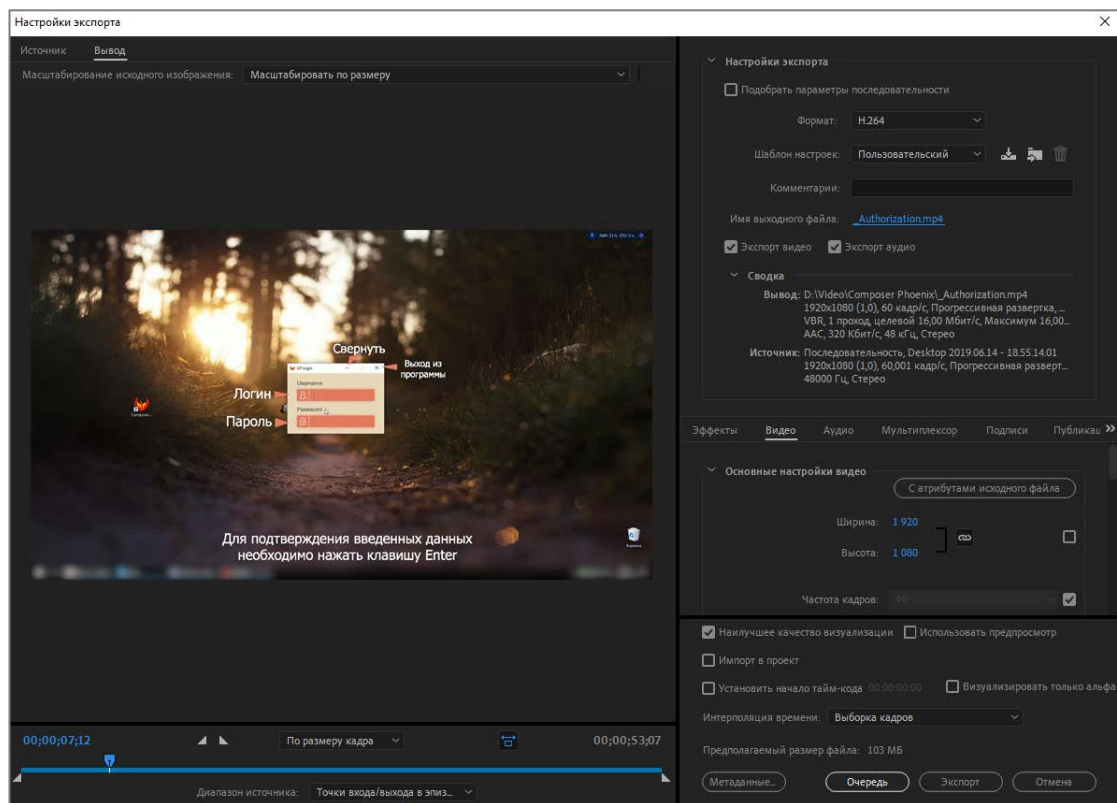 Настройки экспорта
Источник Вывод
Масштабирование исходного изображения: Масштабировать по размеру
Свернуть
Выход из
программы
UP Login
Username
Логин
Password
Пароль
Compose...
Для подтверждения введенных данных
необходимо нажать клавишу Enter
Корзина
00;00;07;12 По размеру кадра 00;00;53;07
Диапазон источника: Точки входа/выхода в эпиз...
Настройки экспорта
Подобрать параметры последовательности
Формат: H.264
Шаблон настроек: Пользовательский
Комментарии:
Имя выходного файла: _Authorization.mp4
Экспорт видео Экспорт аудио
Сводка
Вывод: D:\Video\Composer Phoenix\_Authorization.mp4
1920x1080 (1,0), 60 кадр/с, Прогрессивная развертка, ...
VBR, 1 проход, целевой 16,00 Мбит/с, Максимум 16,00...
AAC, 320 Кбит/с, 48 кГц, Стерео
Источник: Последовательность, Desktop 2019.06.14 - 18.55.14.01
1920x1080 (1,0), 60,001 кадр/с, Прогрессивная разверт...
48000 Гц, Стерео
Эффекты Видео Аудио Мультиплексор Подписи Публикац
Основные настройки видео
С атрибутами исходного файла
Ширина: 1 920
Высота: 1 080
Частота кадров: 60
Наилучшее качество визуализации Использовать предпросмотр
Импорт в проект
Установить начало тайм-кода 00:00:00:00 Визуализировать только альфа
Интерполяция времени: Выборка кадров
Предполагаемый размер файла: 103 МБ
Метаданные... Очередь Экспорт Отмена